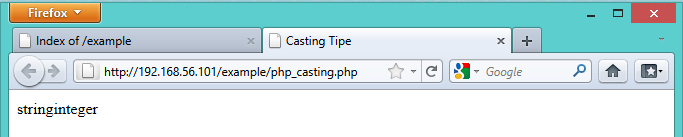 Firefox
Index of /example
Casting Tipe
http://192.168.56.101/example/php_casting.php
Google
stringinteger